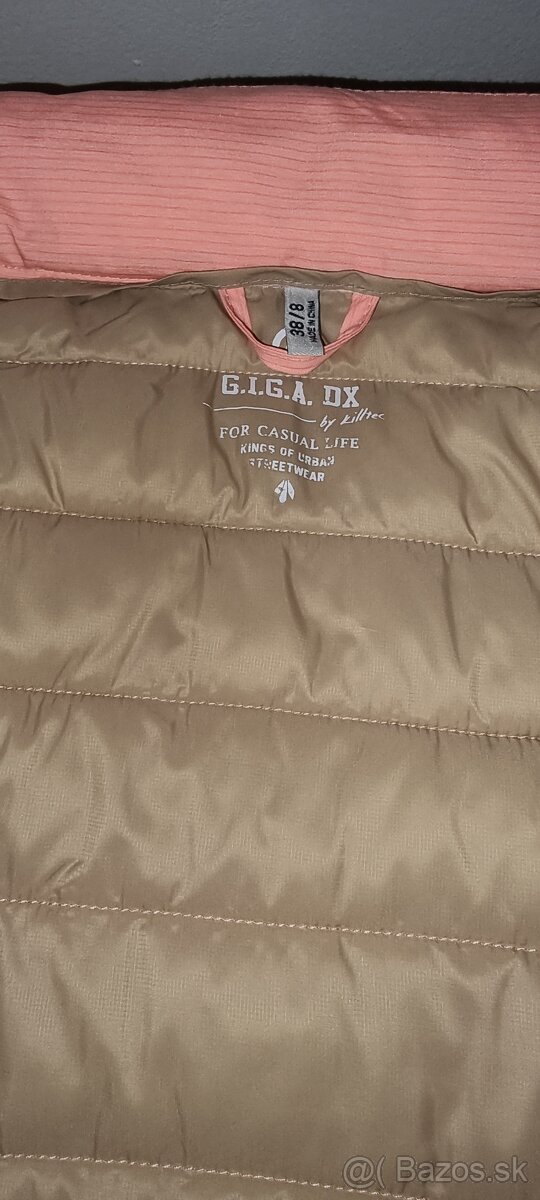 38/8
MADE IN CHINA
G.I.G.A. DX
by killtec
FOR CASUAL LIFE
KINGS OF URBAN
STREETWEAR
@ Bazos.sk